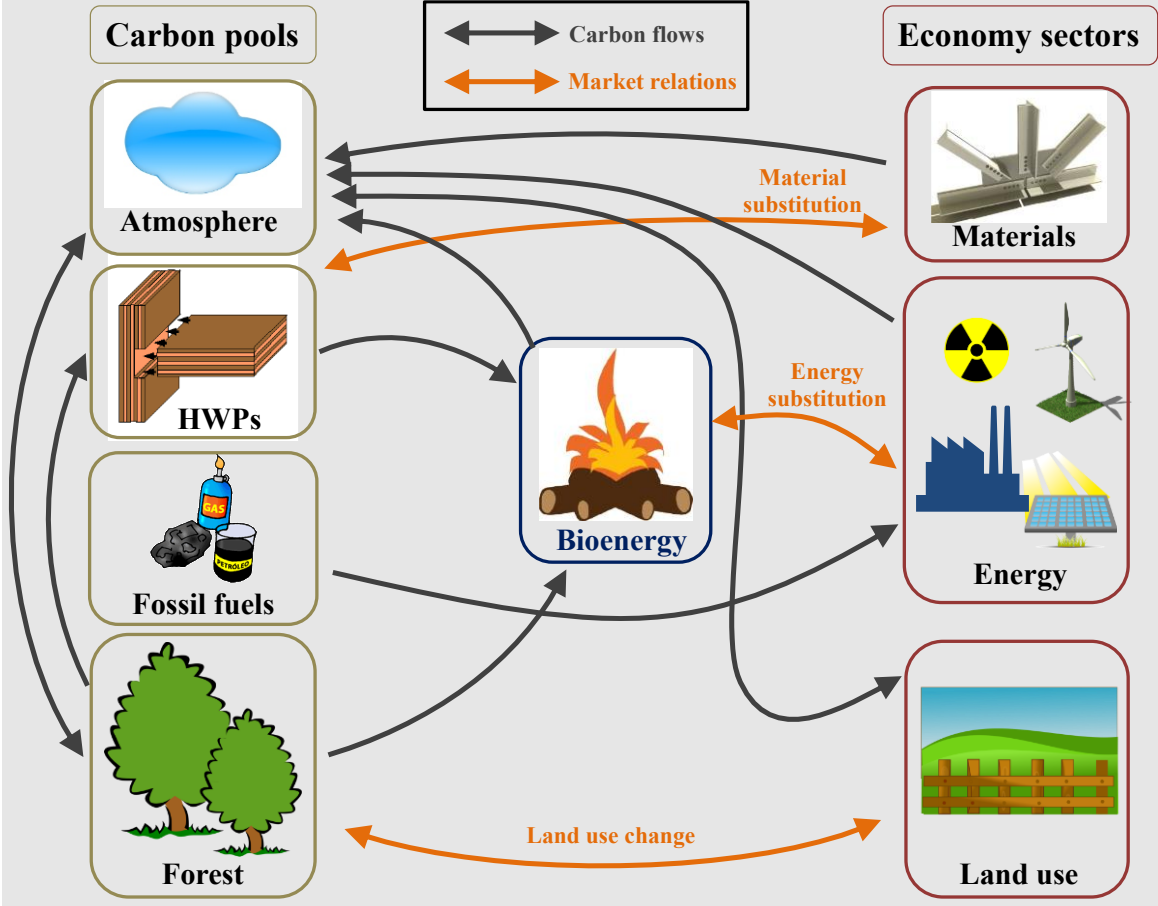 Carbon pools
Carbon flows
Market relations
Economy sectors
Atmosphere
Material
substitution
Materials
HWPs
Energy
substitution
GAS
PETRÓLEO
Fossil fuels
Bioenergy
Energy
Forest
Land use change
Land use